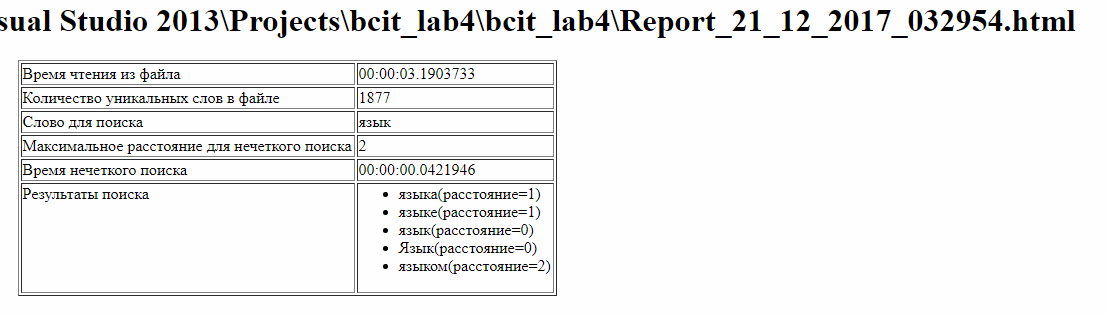 sual Studio 2013\Projects\bcit_lab4\bcit_lab4\Report_21_12_2017_032954.html
Время чтения из файла 00:00:03.1903733
Количество уникальных слов в файле 1877
Слово для поиска язык
Максимальное расстояние для нечеткого поиска 2
Время нечеткого поиска 00:00:00.0421946
Результаты поиска • языка(расстояние=1)
• языке(расстояние=1)
• язык(расстояние=0)
• Язык(расстояние=0)
• языком(расстояние=2)